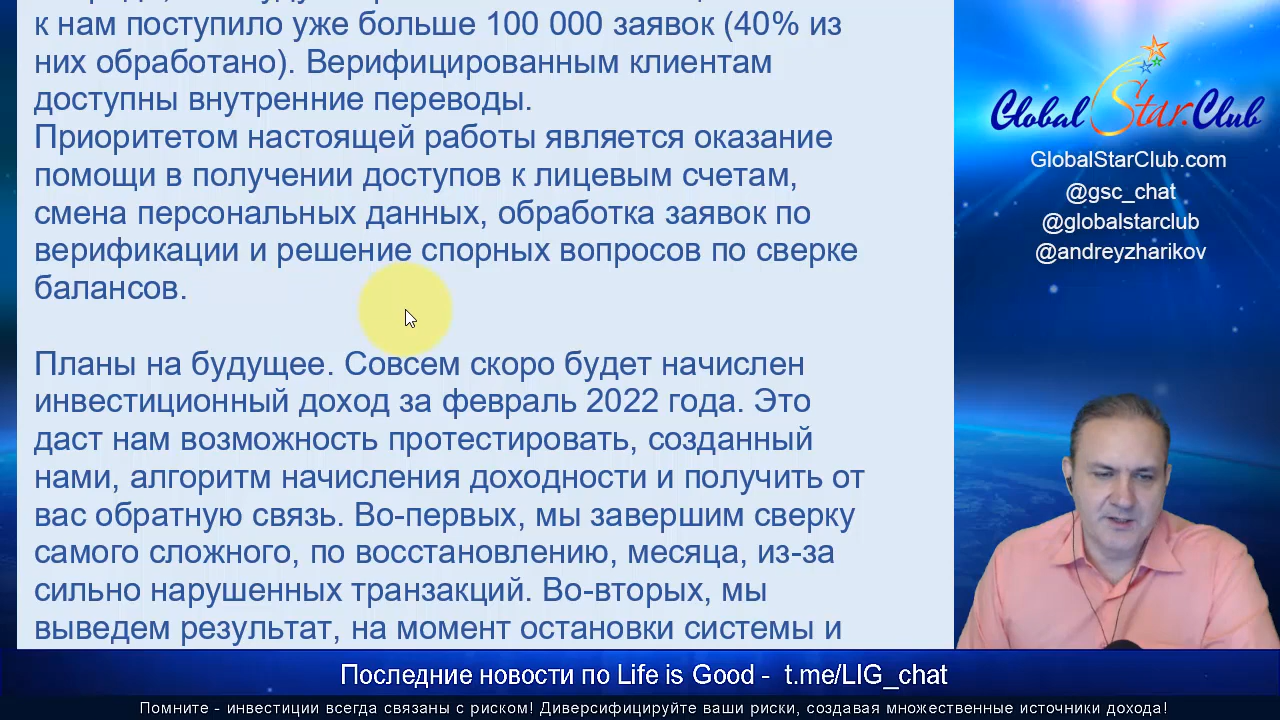 к нам поступило уже больше 100 000 заявок (40% из
них обработано). Верифицированным клиентам
доступны внутренние переводы.
Приоритетом настоящей работы является оказание
помощи в получении доступов к лицевым счетам,
смена персональных данных, обработка заявок по
верификации и решение спорных вопросов по сверке
балансов.
Планы на будущее. Совсем скоро будет начислен
инвестиционный доход за февраль 2022 года. Это
даст нам возможность протестировать, созданный
нами, алгоритм начисления доходности и получить от
вас обратную связь. Во-первых, мы завершим сверку
самого сложного, по восстановлению, месяца, из-за
сильно нарушенных транзакций. Во-вторых, мы
выведем результат, на момент остановки системы и
Global Star Club
GlobalStarClub.com
@gsc_chat
@globalstarclub
@andreyzharikov
Последние новости по Life is Good - t.me/LIG_chat
Помните - инвестиции всегда связаны с риском! Диверсифицируйте ваши риски, создавая множественные источники дохода!